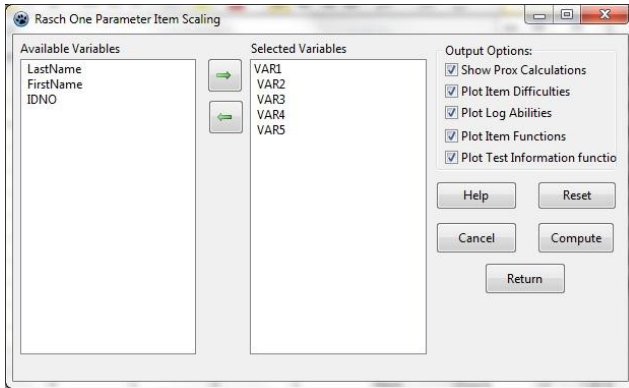 Rasch One Parameter Item Scaling
Available Variables
LastName
FirstName
IDNO
Selected Variables
VAR1
VAR2
VAR3
VAR4
VAR5
Output Options:
Show Prox Calculations
Plot Item Difficulties
Plot Log Abilities
Plot Item Functions
Plot Test Information functio
Help
Reset
Cancel
Compute
Return